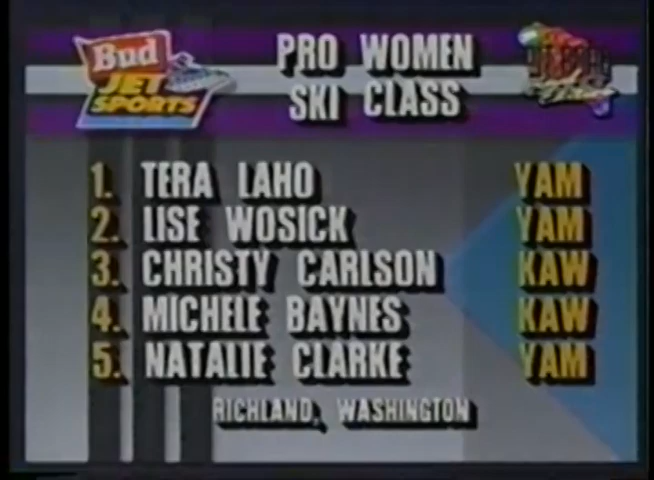 Bud
JET
SPORTS
PRO WOMEN
SKI CLASS
1. TERA LAHO YAM
2. LISE WOSICK YAM
3. CHRISTY CARLSON KAW
4. MICHELE BAYNES KAW
5. NATALIE CLARKE YAM
RICHLAND, WASHINGTON